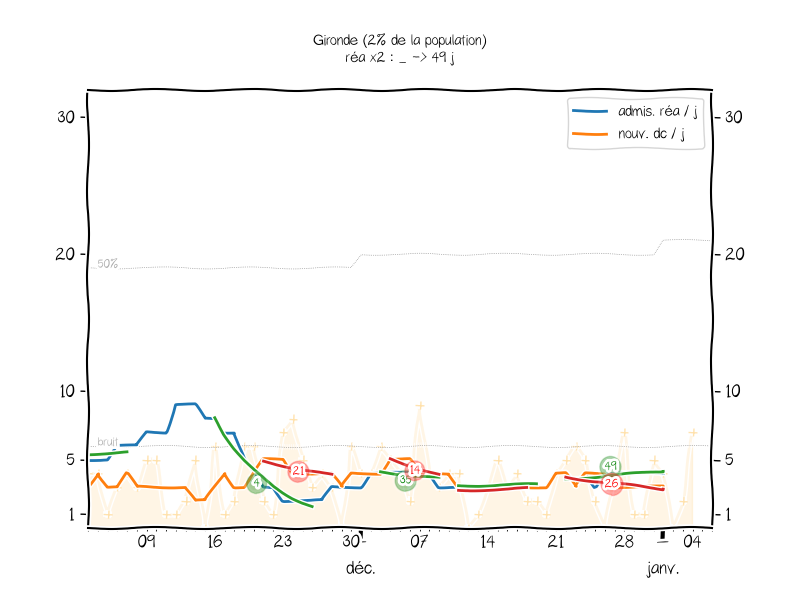 Gironde (2% de la population)
réa x2 : _ -> 49 j
admis. réa / j
nouv. dc / j
30 30
20 20
50%
10 10
bruit
5 5
1 1
4 21 35 14 49 26
09 16 23 30 07 14 21 28 04
déc. janv.